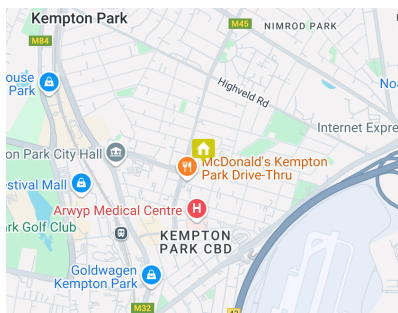 Kempton Park
M45
NIMROD PARK
M84
Highveld Rd
ouse
Park
Noa
Internet Expre
on Park City Hall
McDonald's Kempton
Park Drive-Thru
estival Mall
Arwyp Medical Centre
H
ark Golf Club
KEMPTON
PARK CBD
Goldwagen
Kempton Park
M32